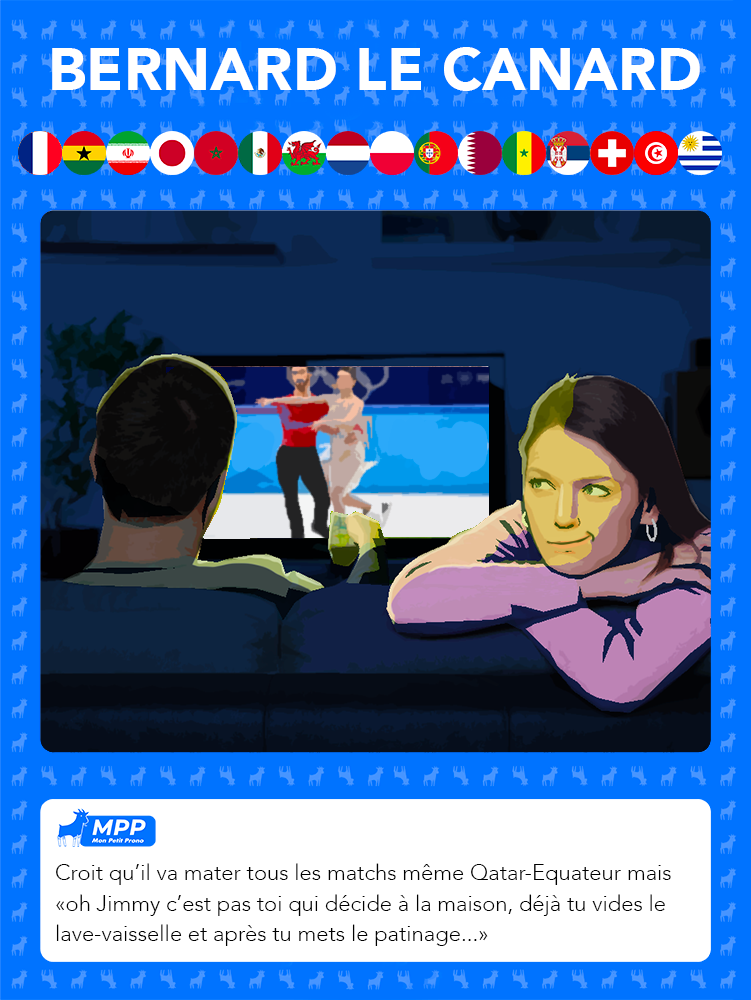 BERNARD LE CANARD
MPP
Mon Petit Prono
Croit qu’il va mater tous les matchs même Qatar-Equateur mais
«oh Jimmy c’est pas toi qui décide à la maison, déjà tu vides le
lave-vaisselle et après tu mets le patinage...»